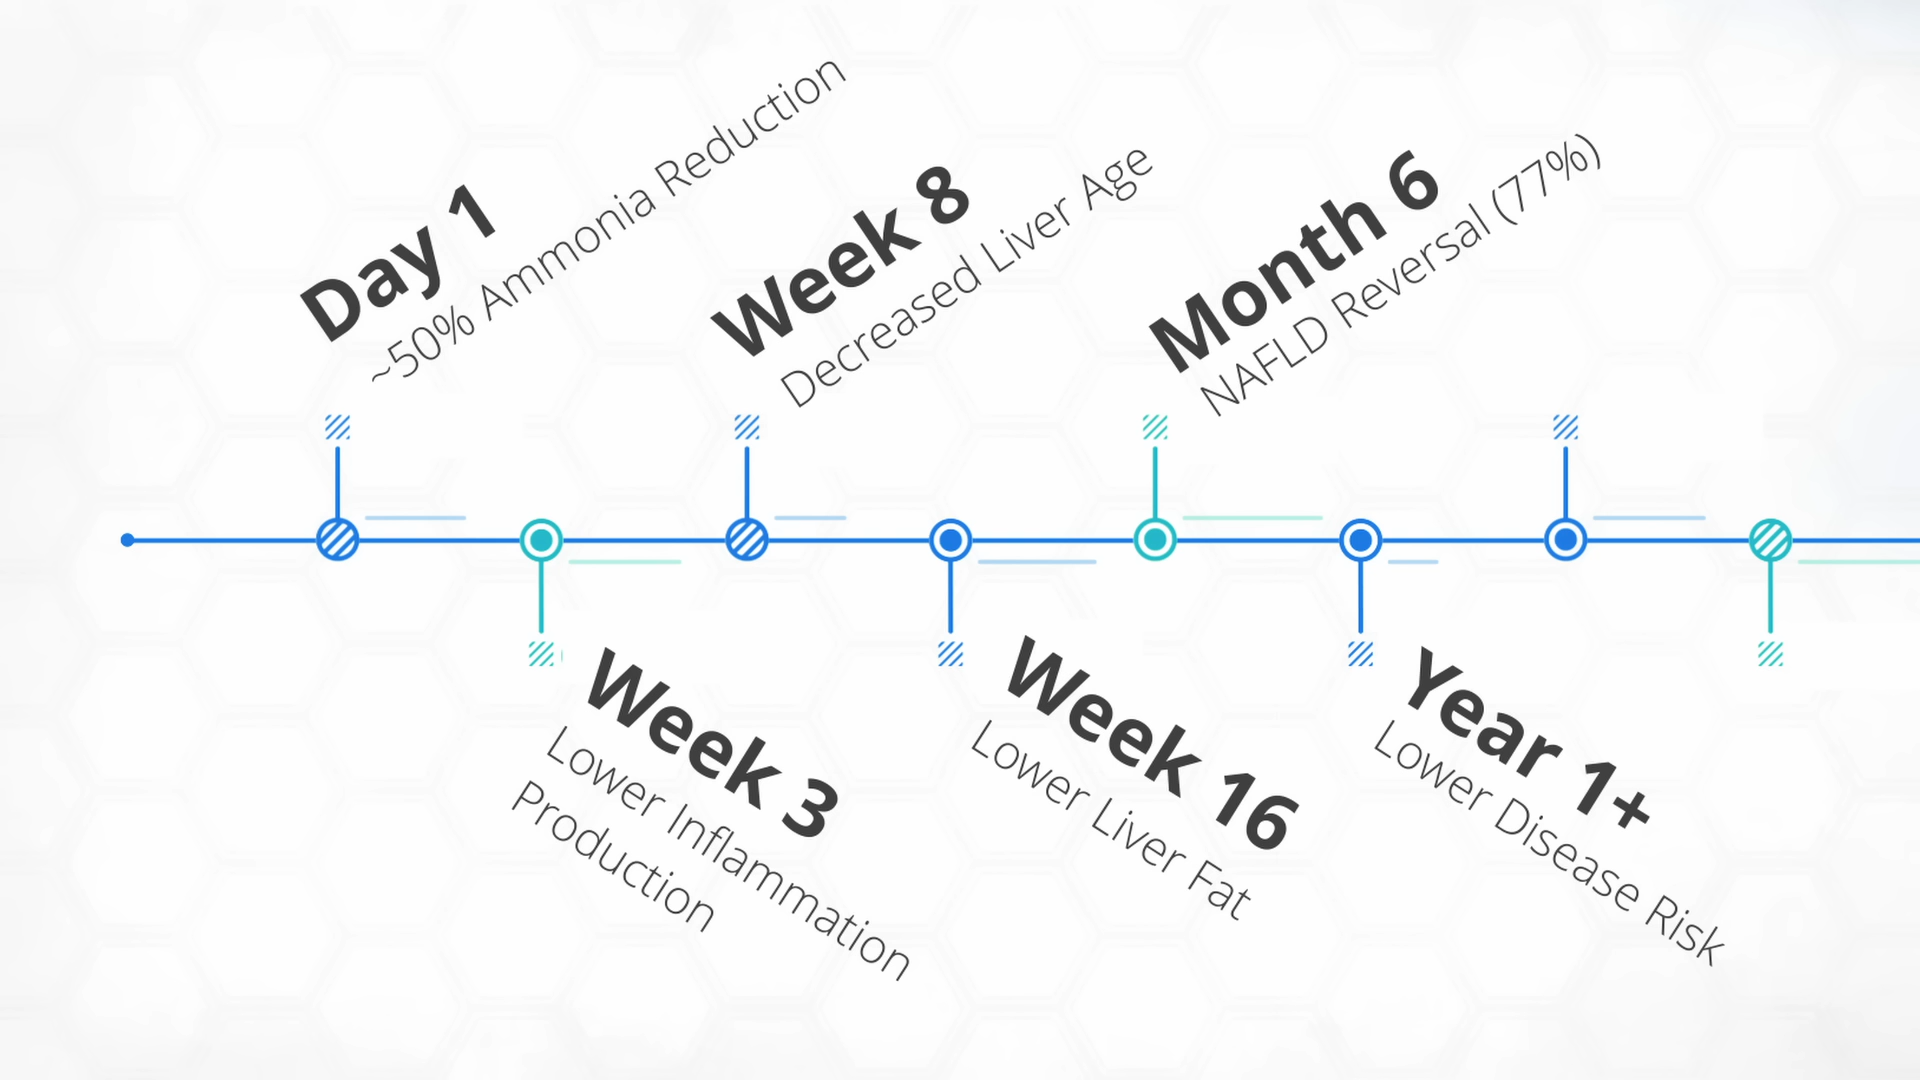 Day 1
~50% Ammonia Reduction
Week 3
Lower Inflammation
Production
Week 8
Decreased Liver Age
Week 16
Lower Liver Fat
Month 6
NAFLD Reversal (77%)
Year 1+
Lower Disease Risk